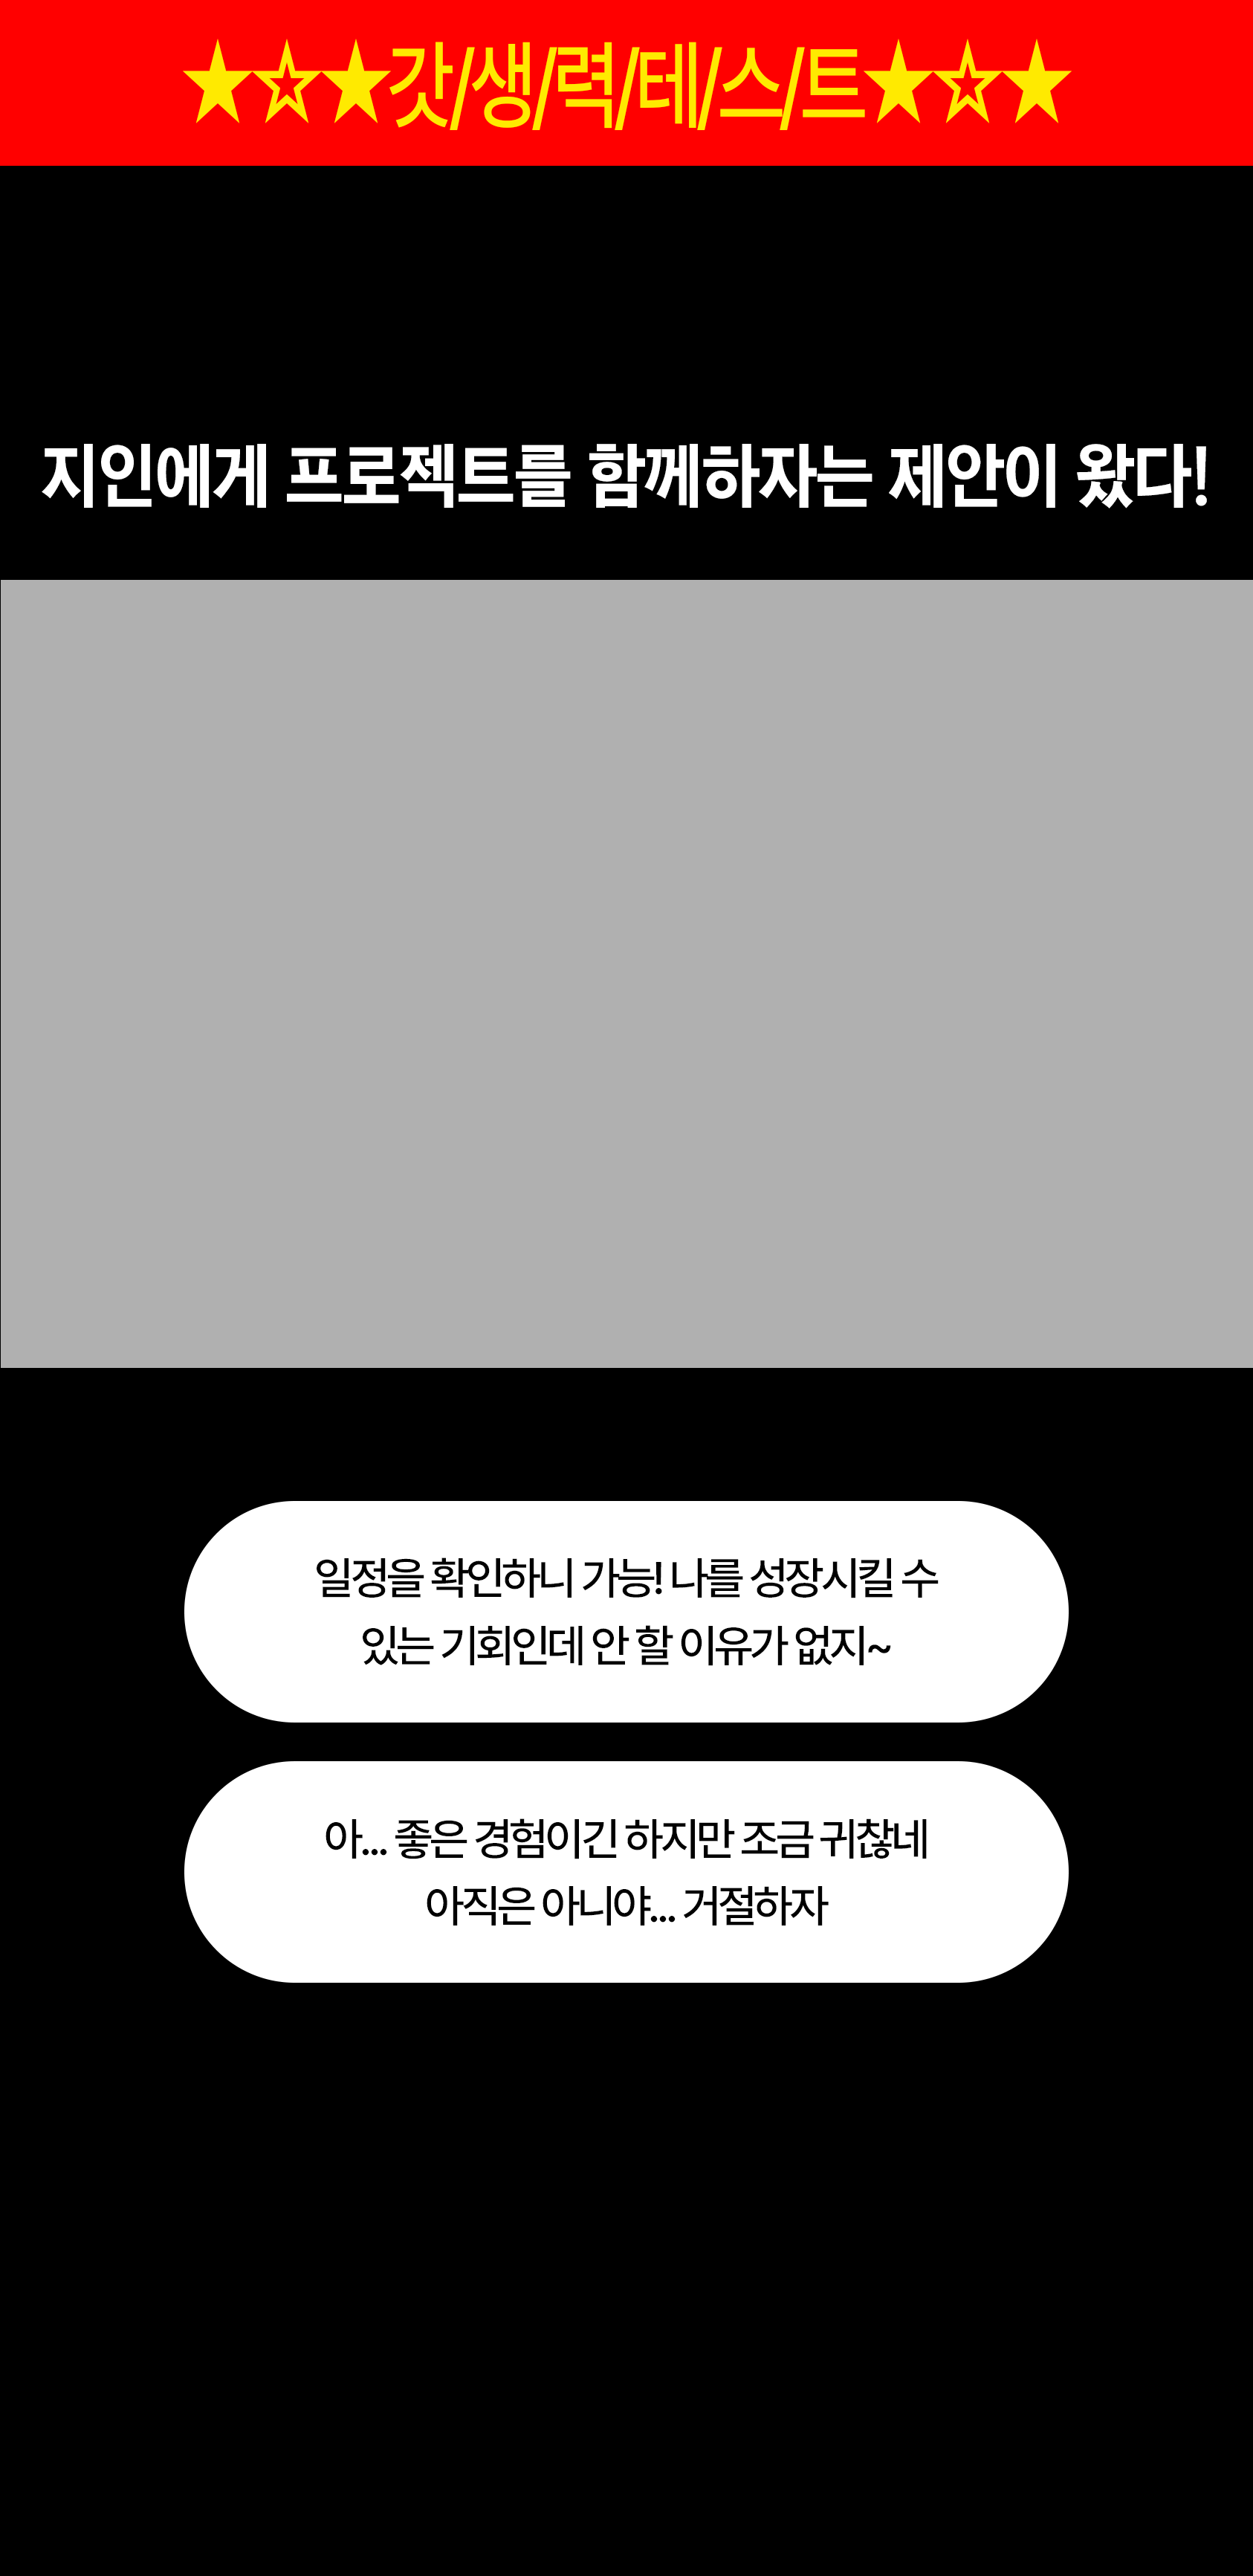 ★☆★갓/생/력/테/스/트★☆★
지인에게 프로젝트를 함께하자는 제안이 왔다!
일정을 확인하니 가능! 나를 성장시킬 수
있는 기회인데 안 할 이유가 없지~
아... 좋은 경험이긴 하지만 조금 귀찮네
아직은 아니야... 거절하자